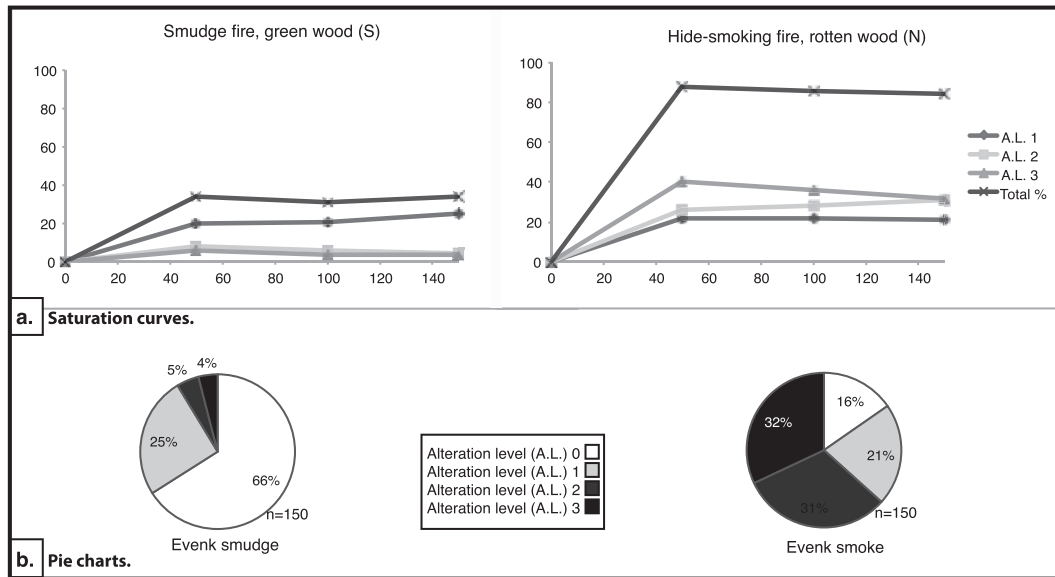 Smudge fire, green wood (S)
100
80
60
40
20
0
0 20 40 60 80 100 120 140
Hide-smoking fire, rotten wood (N)
100
80
60
40
20
0
0 20 40 60 80 100 120 140
A.L. 1
A.L. 2
A.L. 3
Total %
a. Saturation curves.
5% 4%
25%
66%
n=150
Evenk smudge
Alteration level (A.L.) 0
Alteration level (A.L.) 1
Alteration level (A.L.) 2
Alteration level (A.L.) 3
16%
32%
21%
31%
n=150
Evenk smoke
b. Pie charts.